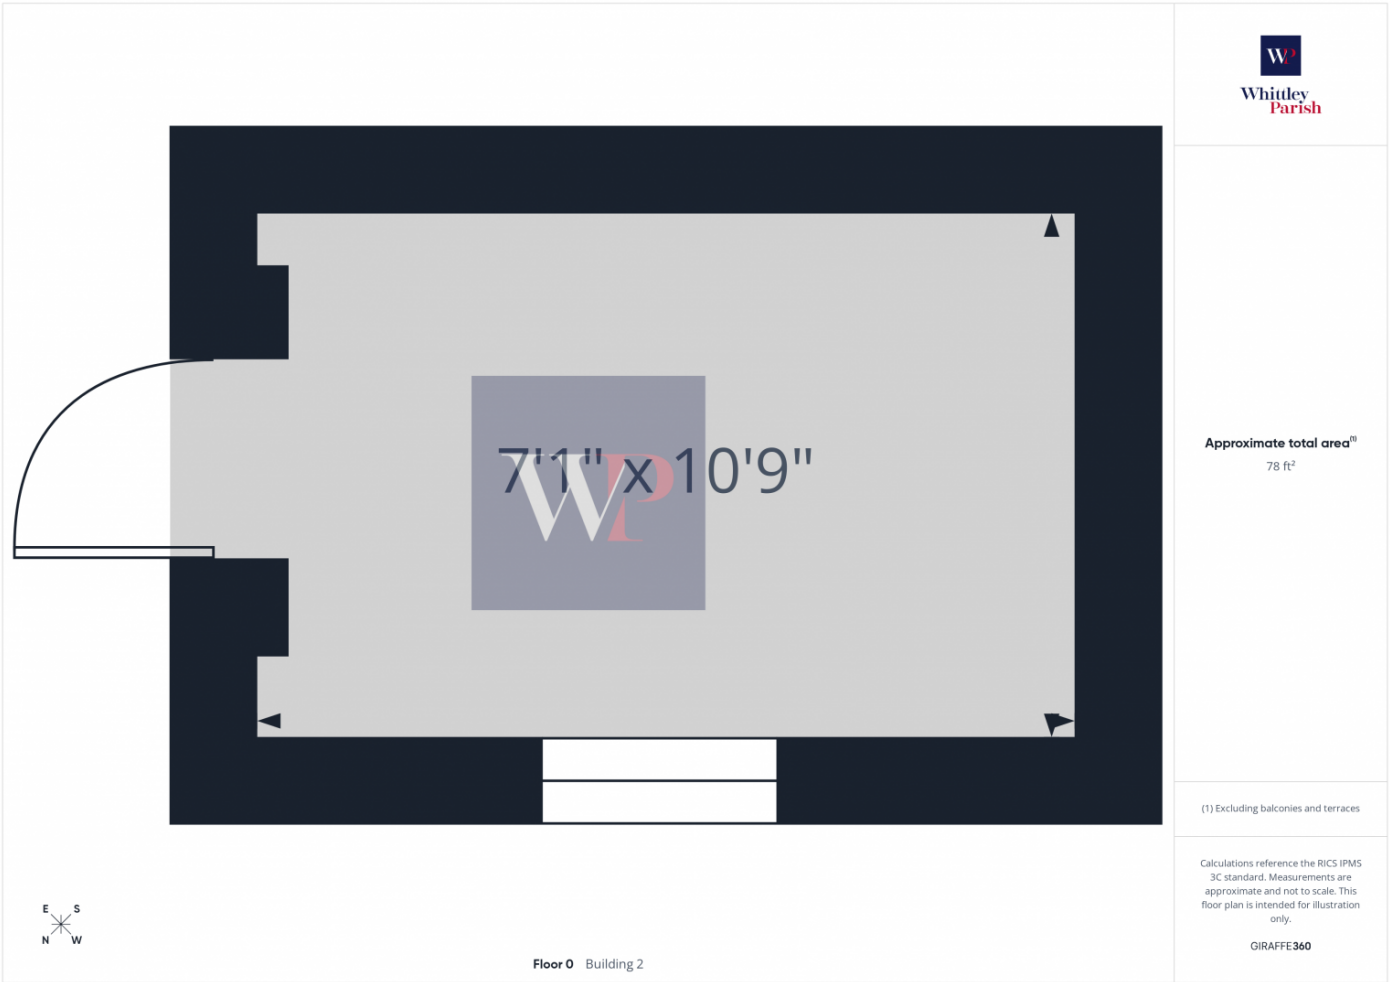 WP
Whittley
Parish
7'1" x 10'9"
WP
Approximate total area(1)
78 ft²
(1) Excluding balconies and terraces
Calculations reference the RICS IPMS
3C standard. Measurements are
approximate and not to scale. This
floor plan is intended for illustration
only.
GIRAFFE360
E S
N W
Floor 0 Building 2